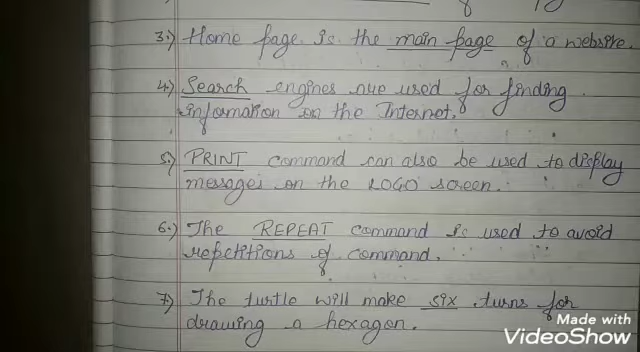 3.) Home page is the main page of a website.
4.) Search engines are used for finding
information on the Internet.
5.) PRINT command can also be used to display
messages on the LOGO screen.
6.) The REPEAT command is used to avoid
repetitions of command.
7.) The turtle will make six turns for
drawing a hexagon.
Made with
VideoShow